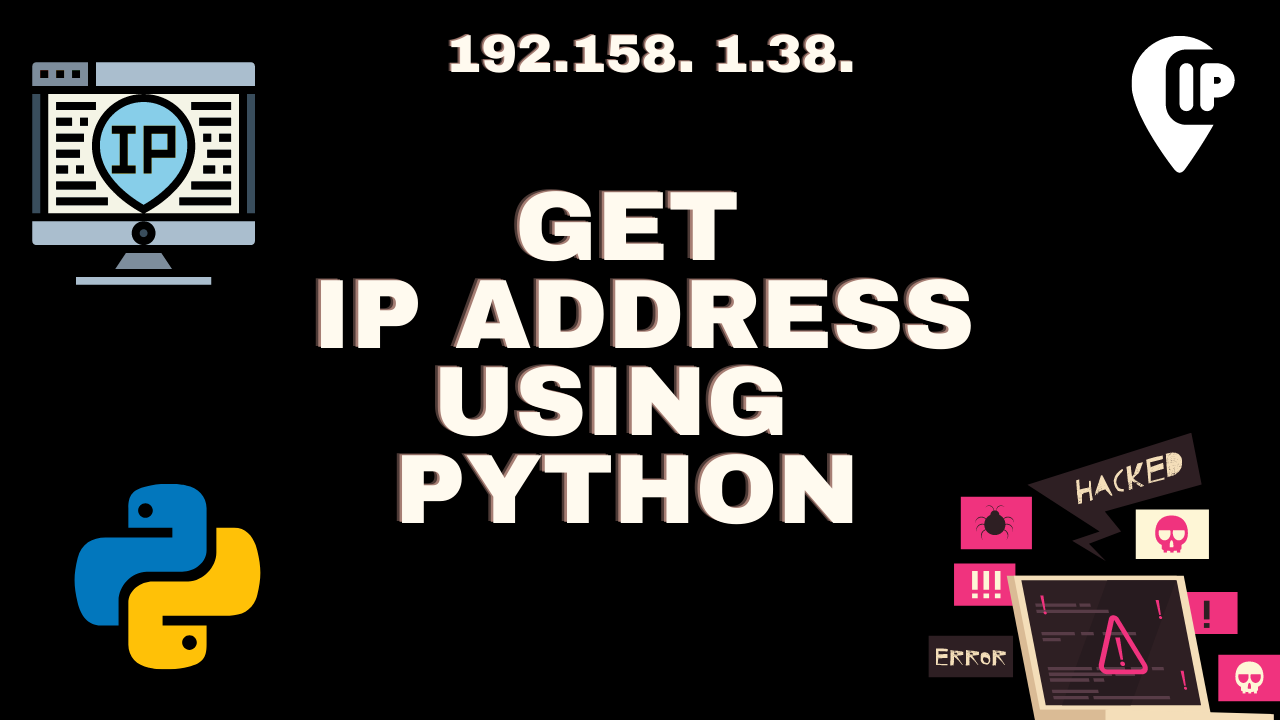 192.158. 1.38.
IP
IP
GET
IP ADDRESS
USING
PYTHON
HACKED
!!!
!
ERROR